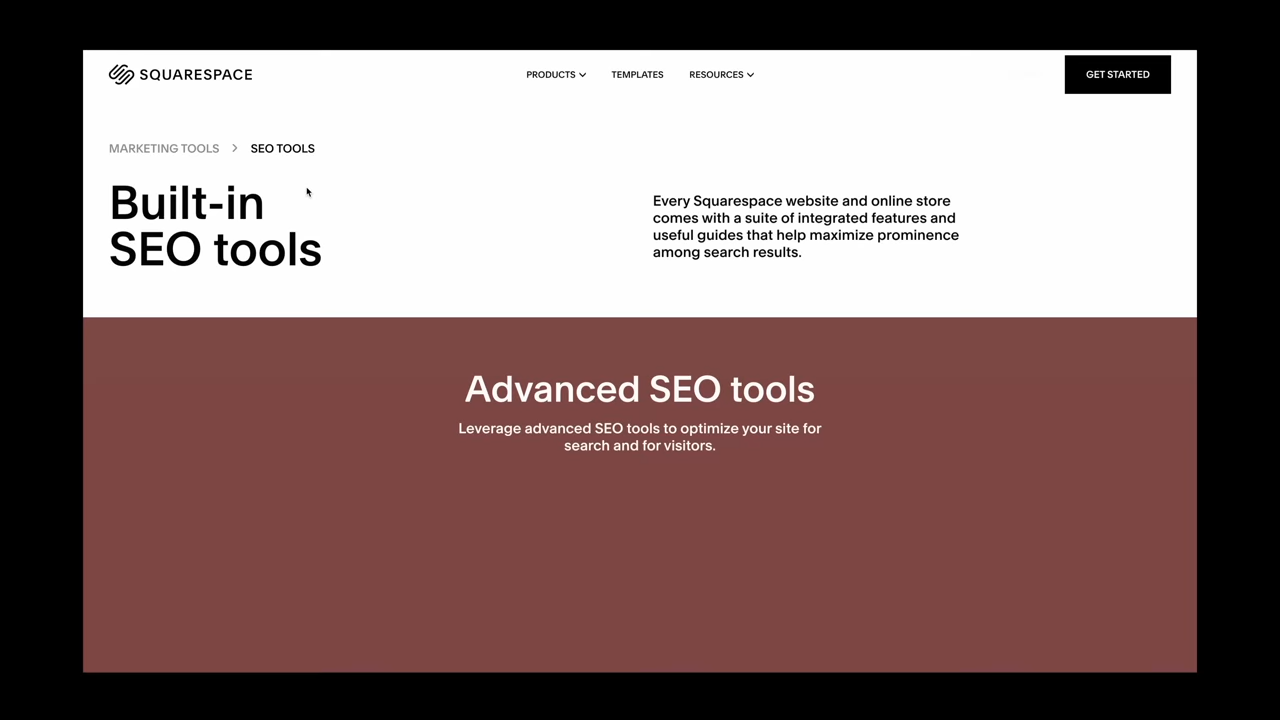 SQUARESPACE
PRODUCTS
TEMPLATES
RESOURCES
GET STARTED
MARKETING TOOLS
SEO TOOLS
Built-in
SEO tools
Every Squarespace website and online store
comes with a suite of integrated features and
useful guides that help maximize prominence
among search results.
Advanced SEO tools
Leverage advanced SEO tools to optimize your site for
search and for visitors.